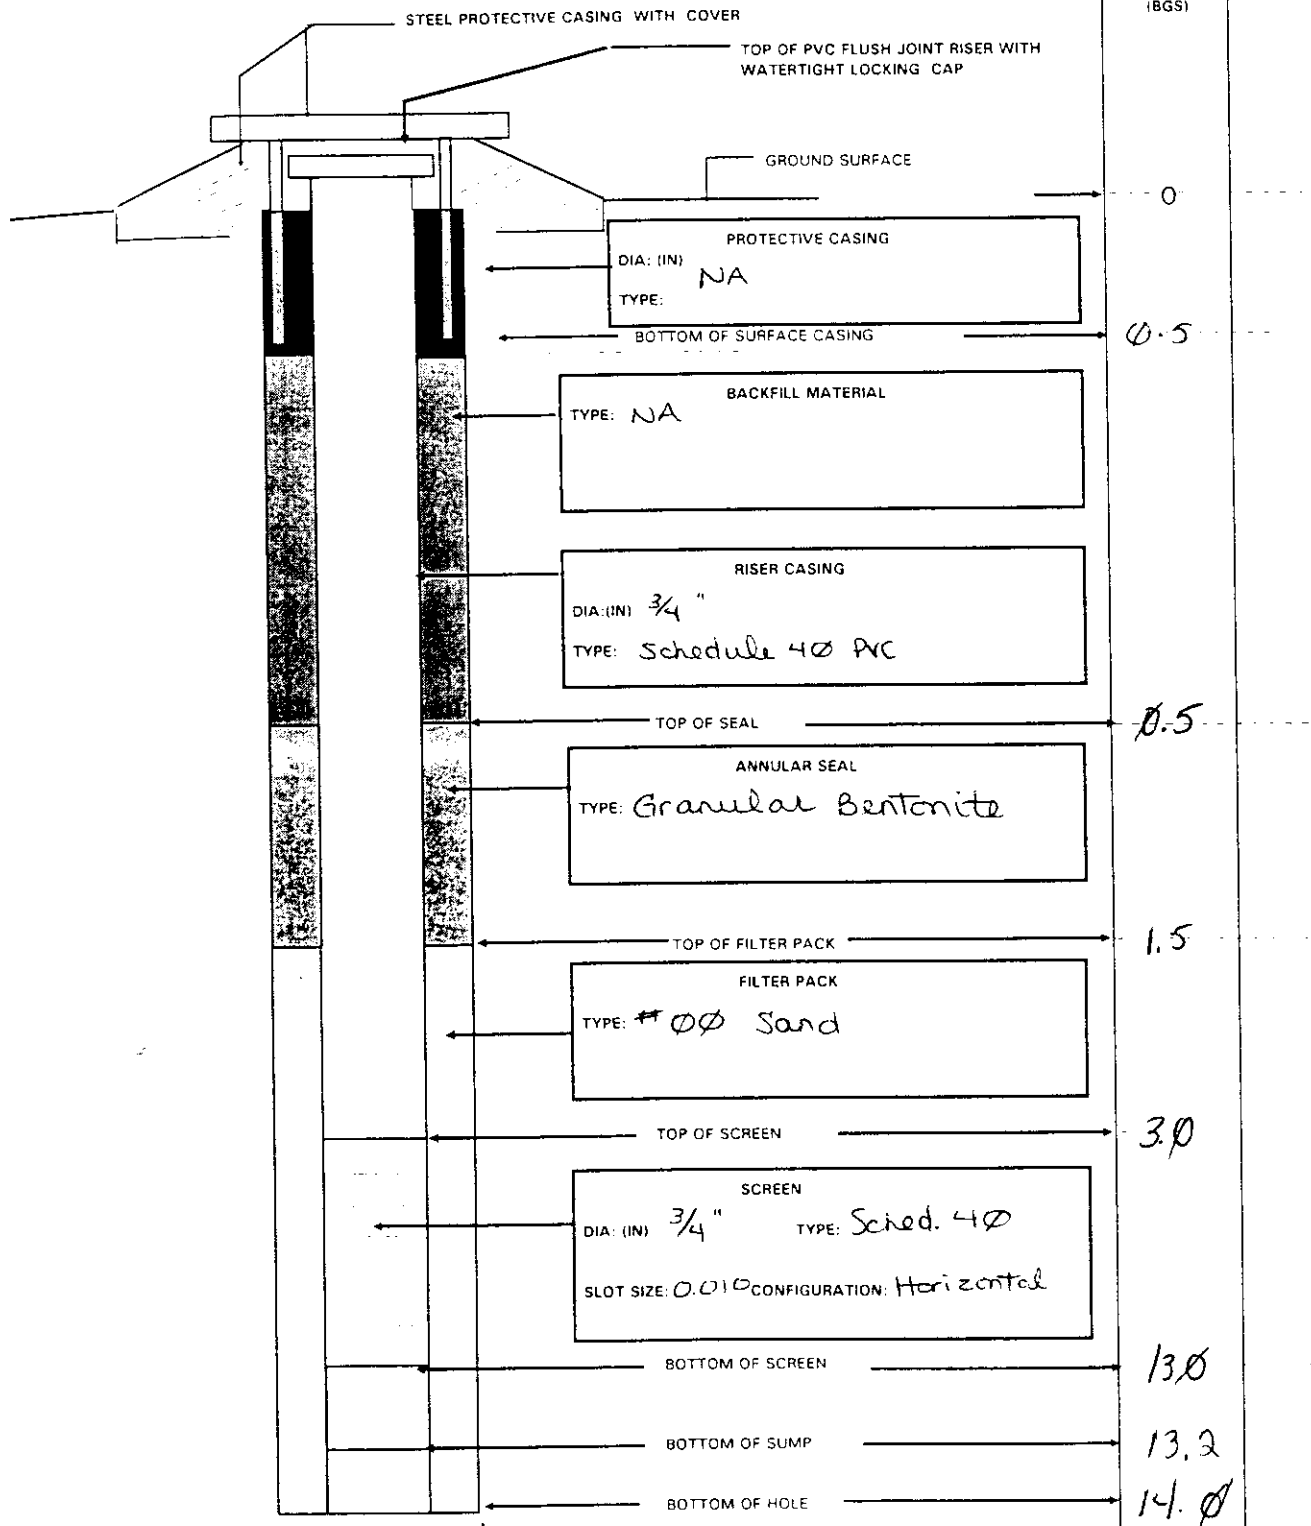 (BGS)
STEEL PROTECTIVE CASING WITH COVER
TOP OF PVC FLUSH JOINT RISER WITH
WATERTIGHT LOCKING CAP
GROUND SURFACE
0
PROTECTIVE CASING
DIA: (IN) NA
TYPE:
BOTTOM OF SURFACE CASING 0.5
BACKFILL MATERIAL
TYPE: NA
RISER CASING
DIA:(IN) 3/4 "
TYPE: Schedule 40 PVC
TOP OF SEAL 0.5
ANNULAR SEAL
TYPE: Granular Bentonite
TOP OF FILTER PACK 1.5
FILTER PACK
TYPE: # 00 Sand
TOP OF SCREEN 3.0
SCREEN
DIA: (IN) 3/4 " TYPE: Sched. 40
SLOT SIZE: 0.010 CONFIGURATION: Horizontal
BOTTOM OF SCREEN 13.0
BOTTOM OF SUMP 13.2
BOTTOM OF HOLE 14.0